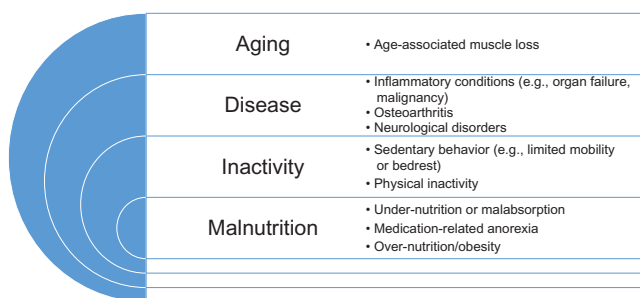 Aging
• Age-associated muscle loss
Disease
• Inflammatory conditions (e.g., organ failure,
malignancy)
• Osteoarthritis
• Neurological disorders
Inactivity
• Sedentary behavior (e.g., limited mobility
or bedrest)
• Physical inactivity
Malnutrition
• Under-nutrition or malabsorption
• Medication-related anorexia
• Over-nutrition/obesity